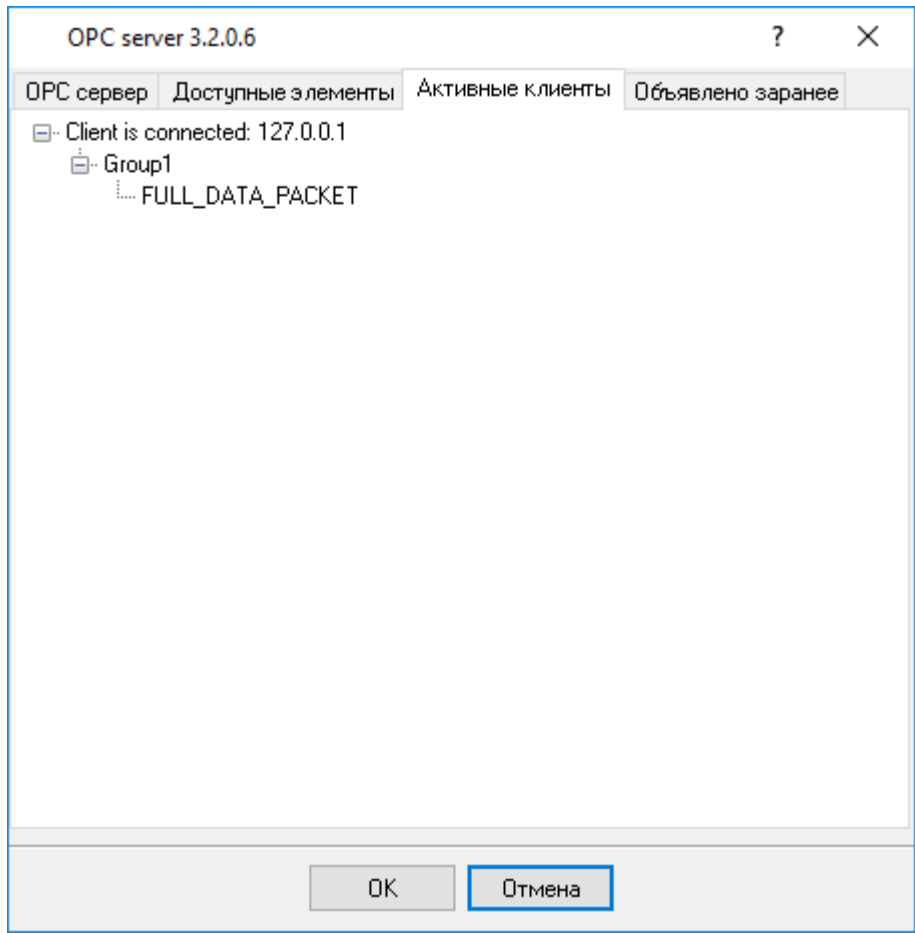 OPC server 3.2.0.6 ?
OPC сервер Доступные элементы Активные клиенты Объявлено заранее
Client is connected: 127.0.0.1
Group1
FULL_DATA_PACKET
OK Отмена